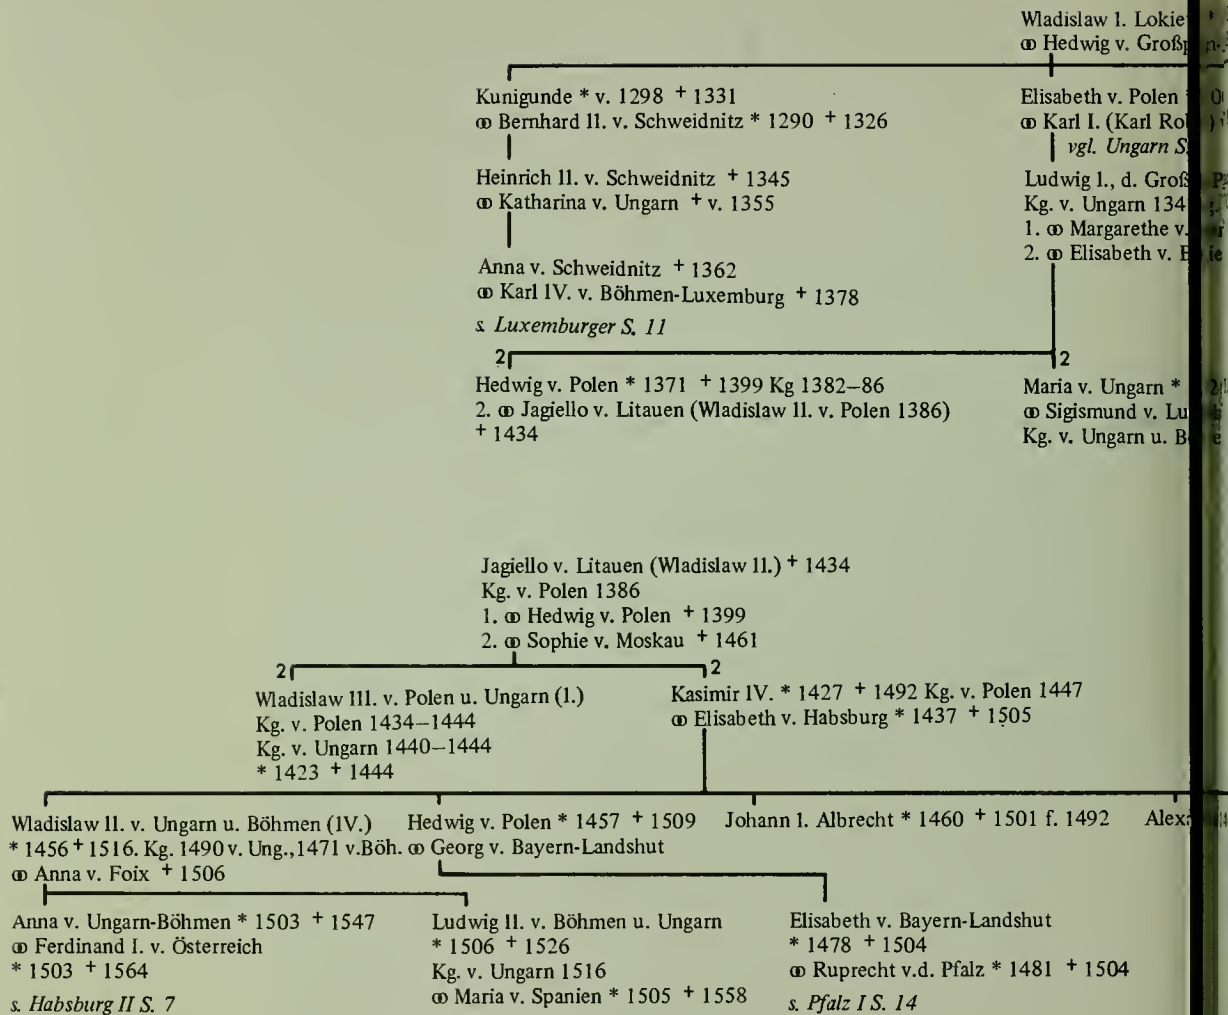 Wladislaw I. Lokie
⚭ Hedwig v.
Kunigunde * v. 1298 + 1331
⚭ Bernhard II. v. Schweidnitz * 1290 + 1326
Elisabeth v. Polen
⚭ Karl I. (Karl
vgl. Ungarn S.
Heinrich II. v. Schweidnitz + 1345
⚭ Katharina v. Ungarn + v. 1355
Ludwig I., d.
Kg. v. Ungarn 134
1. ⚭ Margarethe v.
2. ⚭ Elisabeth v.
Anna v. Schweidnitz + 1362
⚭ Karl IV. v. Böhmen-Luxemburg + 1378
s. Luxemburger S. 11
2 2
Hedwig v. Polen * 1371 + 1399 Kg 1382–86
2. ⚭ Jagiello v. Litauen (Wladislaw II. v. Polen 1386)
+ 1434
Maria v. Ungarn *
⚭ Sigismund v. Lu
Kg. v. Ungarn u. B
Jagiello v. Litauen (Wladislaw II.) + 1434
Kg. v. Polen 1386
1. ⚭ Hedwig v. Polen + 1399
2. ⚭ Sophie v. Moskau + 1461
2 2
Wladislaw III. v. Polen u. Ungarn (I.)
Kg. v. Polen 1434–1444
Kg. v. Ungarn 1440–1444
* 1423 + 1444
Kasimir IV. * 1427 + 1492 Kg. v. Polen 1447
⚭ Elisabeth v. Habsburg * 1437 + 1505
Wladislaw II. v. Ungarn u. Böhmen (IV.)
* 1456 + 1516. Kg. 1490 v. Ung., 1471 v.Böh.
⚭ Anna v. Foix + 1506
Hedwig v. Polen * 1457 + 1509
⚭ Georg v. Bayern-Landshut
Johann I. Albrecht * 1460 + 1501 f. 1492
Alex
Anna v. Ungarn-Böhmen * 1503 + 1547
⚭ Ferdinand I. v. Österreich
* 1503 + 1564
s. Habsburg II S. 7
Ludwig II. v. Böhmen u. Ungarn
* 1506 + 1526
Kg. v. Ungarn 1516
⚭ Maria v. Spanien * 1505 + 1558
Elisabeth v. Bayern-Landshut
* 1478 + 1504
⚭ Ruprecht v.d. Pfalz * 1481 + 1504
s. Pfalz I S. 14